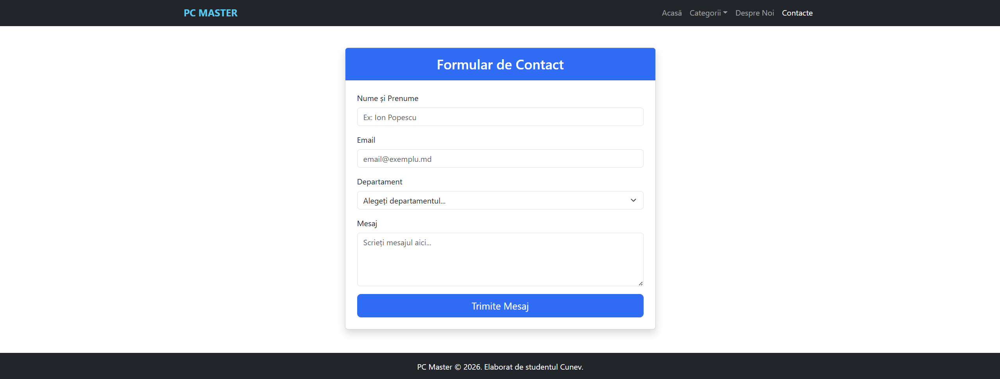 PC MASTER
Acasă Categorii Despre Noi Contacte
Formular de Contact
Nume și Prenume
Ex: Ion Popescu
Email
email@exemplu.md
Departament
Alegeți departamentul...
Mesaj
Scrieți mesajul aici...
Trimite Mesaj
PC Master © 2026. Elaborat de studentul Cunev.